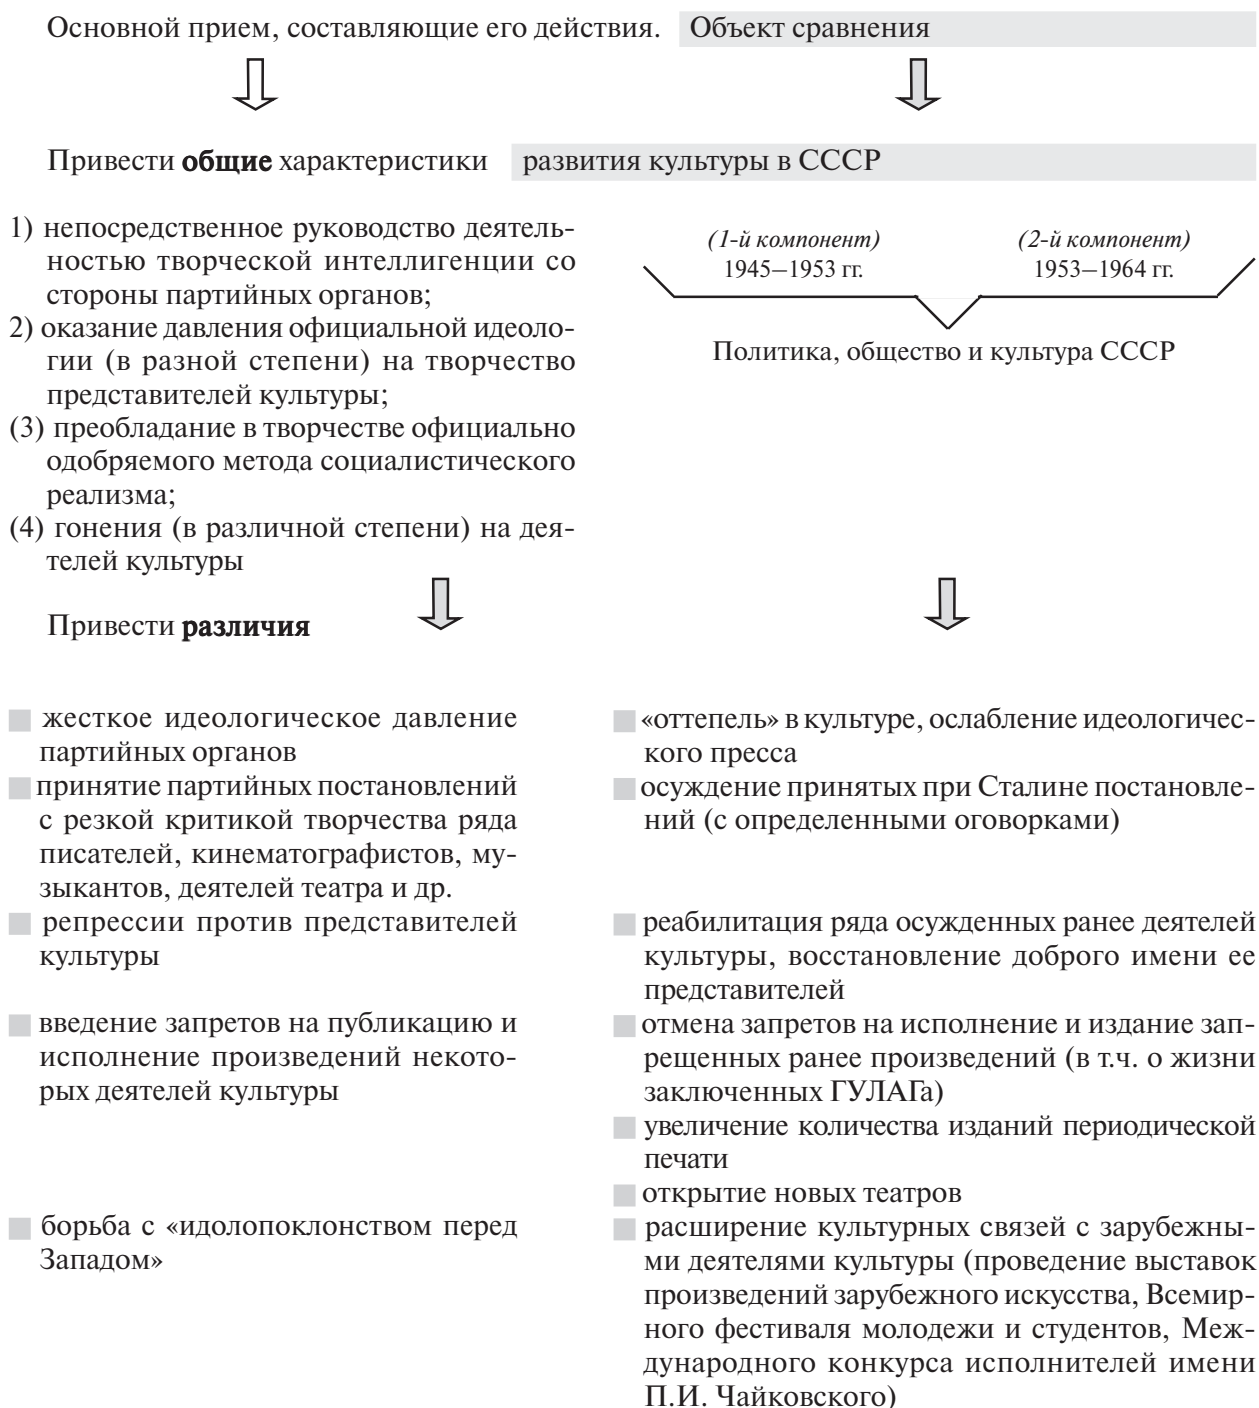 Основной прием, составляющие его действия. Объект сравнения
Привести общие характеристики развития культуры в СССР
1) непосредственное руководство деятель-
ностью творческой интеллигенции со
стороны партийных органов;
2) оказание давления официальной идеоло-
гии (в разной степени) на творчество
представителей культуры;
(3) преобладание в творчестве официально
одобряемого метода социалистического
реализма;
(4) гонения (в различной степени) на дея-
телей культуры
(1-й компонент) (2-й компонент)
1945–1953 гг. 1953–1964 гг.
Политика, общество и культура СССР
Привести различия
жесткое идеологическое давление
партийных органов
принятие партийных постановлений
с резкой критикой творчества ряда
писателей, кинематографистов, му-
зыкантов, деятелей театра и др.
репрессии против представителей
культуры
введение запретов на публикацию и
исполнение произведений некото-
рых деятелей культуры
борьба с «идолопоклонством перед
Западом»
«оттепель» в культуре, ослабление идеологичес-
кого пресса
осуждение принятых при Сталине постановле-
ний (с определенными оговорками)
реабилитация ряда осужденных ранее деятелей
культуры, восстановление доброго имени ее
представителей
отмена запретов на исполнение и издание зап-
рещенных ранее произведений (в т.ч. о жизни
заключенных ГУЛАГа)
увеличение количества изданий периодической
печати
открытие новых театров
расширение культурных связей с зарубежны-
ми деятелями культуры (проведение выставок
произведений зарубежного искусства, Всемир-
ного фестиваля молодежи и студентов, Меж-
дународного конкурса исполнителей имени
П.И. Чайковского)